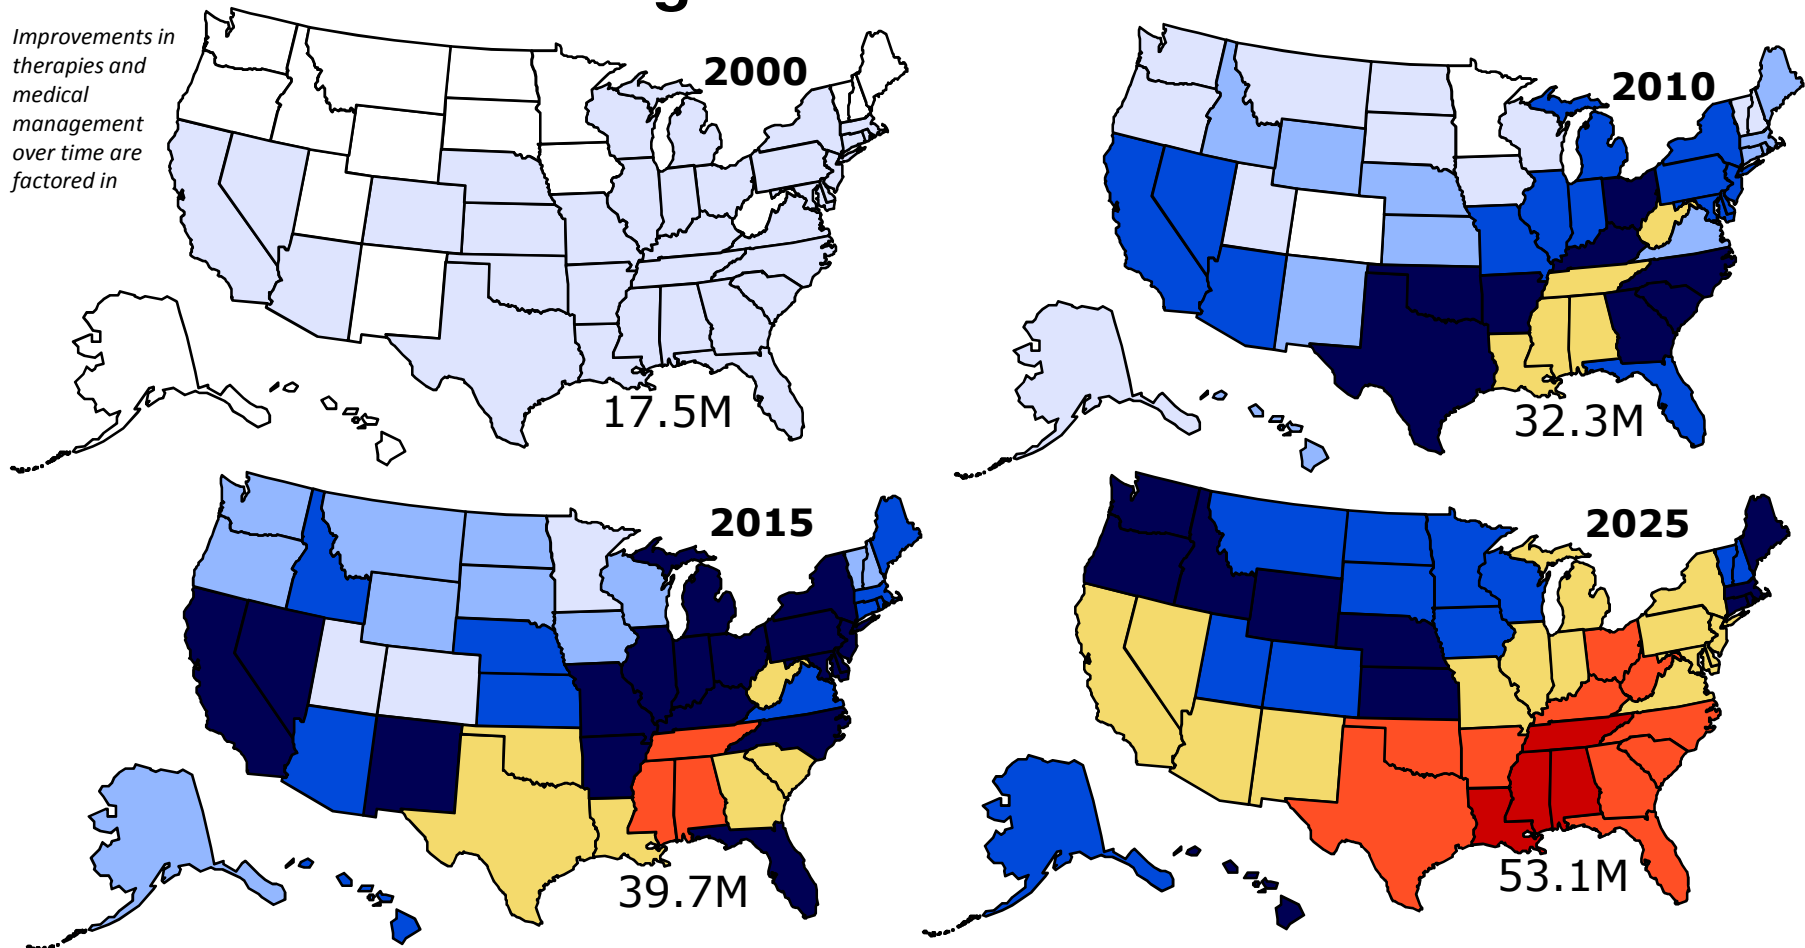 Improvements in
therapies and
medical
management
over time are
factored in
2000
17.5M
2010
32.3M
2015
39.7M
2025
53.1M